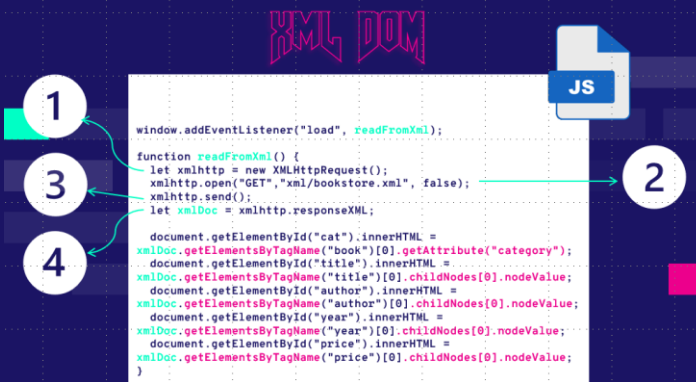 XML DOM
JS
window.addEventListener("load", readFromXml);
function readFromXml() {
1
let xmlhttp = new XMLHttpRequest();
xmlhttp.open("GET","xml/bookstore.xml", false);
2
3
xmlhttp.send();
4
let xmlDoc = xmlhttp.responseXML;
document.getElementById("cat").innerHTML =
xmlDoc.getElementsByTagName("book")[0].getAttribute("category");
document.getElementById("title").innerHTML =
xmlDoc.getElementsByTagName("title")[0].childNodes[0].nodeValue;
document.getElementById("author").innerHTML =
xmlDoc.getElementsByTagName("author")[0].childNodes[0].nodeValue;
document.getElementById("year").innerHTML =
xmlDoc.getElementsByTagName("year")[0].childNodes[0].nodeValue;
document.getElementById("price").innerHTML =
xmlDoc.getElementsByTagName("price")[0].childNodes[0].nodeValue;
}